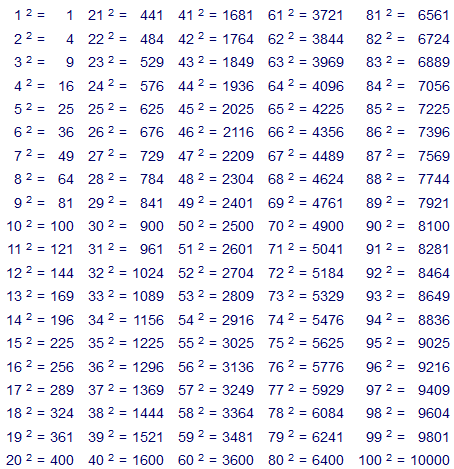 1 ² = 1 21 ² = 441 41 ² = 1681 61 ² = 3721 81 ² = 6561
2 ² = 4 22 ² = 484 42 ² = 1764 62 ² = 3844 82 ² = 6724
3 ² = 9 23 ² = 529 43 ² = 1849 63 ² = 3969 83 ² = 6889
4 ² = 16 24 ² = 576 44 ² = 1936 64 ² = 4096 84 ² = 7056
5 ² = 25 25 ² = 625 45 ² = 2025 65 ² = 4225 85 ² = 7225
6 ² = 36 26 ² = 676 46 ² = 2116 66 ² = 4356 86 ² = 7396
7 ² = 49 27 ² = 729 47 ² = 2209 67 ² = 4489 87 ² = 7569
8 ² = 64 28 ² = 784 48 ² = 2304 68 ² = 4624 88 ² = 7744
9 ² = 81 29 ² = 841 49 ² = 2401 69 ² = 4761 89 ² = 7921
10 ² = 100 30 ² = 900 50 ² = 2500 70 ² = 4900 90 ² = 8100
11 ² = 121 31 ² = 961 51 ² = 2601 71 ² = 5041 91 ² = 8281
12 ² = 144 32 ² = 1024 52 ² = 2704 72 ² = 5184 92 ² = 8464
13 ² = 169 33 ² = 1089 53 ² = 2809 73 ² = 5329 93 ² = 8649
14 ² = 196 34 ² = 1156 54 ² = 2916 74 ² = 5476 94 ² = 8836
15 ² = 225 35 ² = 1225 55 ² = 3025 75 ² = 5625 95 ² = 9025
16 ² = 256 36 ² = 1296 56 ² = 3136 76 ² = 5776 96 ² = 9216
17 ² = 289 37 ² = 1369 57 ² = 3249 77 ² = 5929 97 ² = 9409
18 ² = 324 38 ² = 1444 58 ² = 3364 78 ² = 6084 98 ² = 9604
19 ² = 361 39 ² = 1521 59 ² = 3481 79 ² = 6241 99 ² = 9801
20 ² = 400 40 ² = 1600 60 ² = 3600 80 ² = 6400 100 ² = 10000